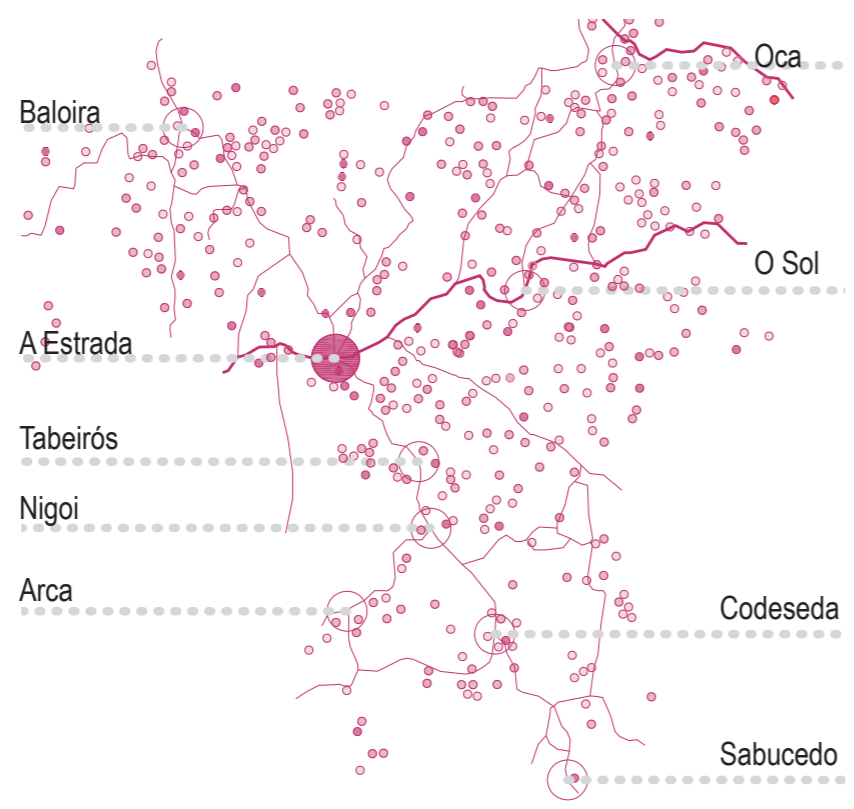 Oca
Baloira
O Sol
A Estrada
Tabeirós
Nigoi
Arca
Codeseda
Sabucedo